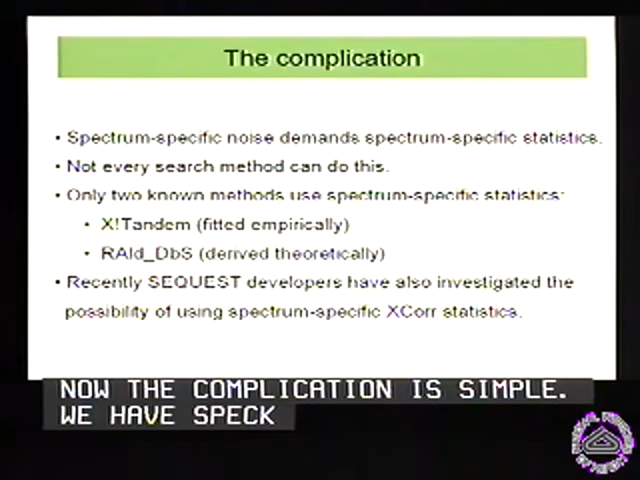 The complication
• Spectrum-specific noise demands spectrum-specific statistics.
• Not every search method can do this.
• Only two known methods use spectrum-specific statistics:
• X!Tandem (fitted empirically)
• RAId_DbS (derived theoretically)
• Recently SEQUEST developers have also investigated the
possibility of using spectrum-specific XCorr statistics.
NOW THE COMPLICATION IS SIMPLE.
WE HAVE SPECK